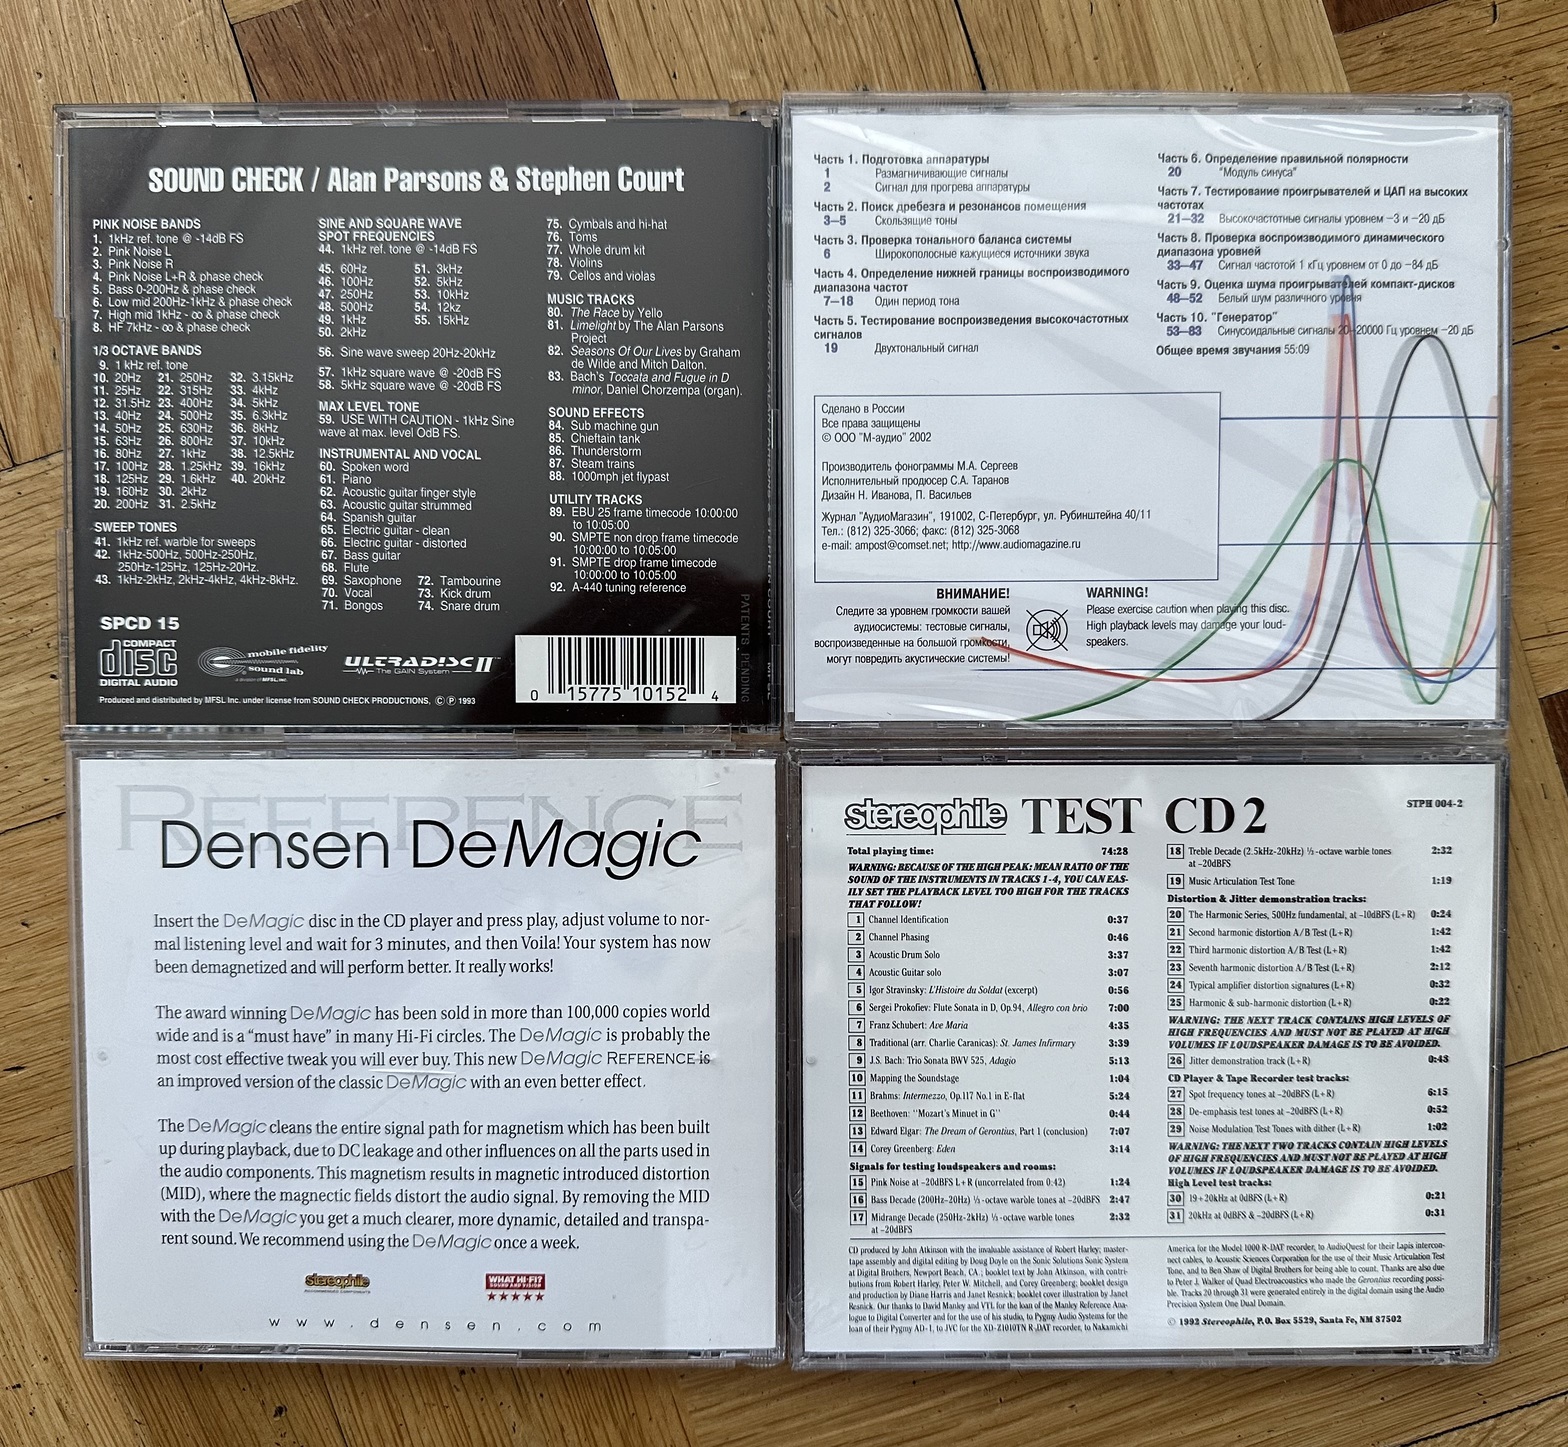 SOUND CHECK / Alan Parsons & Stephen Court
PINK NOISE BANDS
1. 1kHz ref. tone @ -14dB FS
2. Pink Noise L
3. Pink Noise R
4. Pink Noise L+R & phase check
5. Bass 0-200Hz & phase check
6. Low mid 200Hz-1kHz & phase check
7. High mid 1kHz - ∞ & phase check
8. HF 7kHz - ∞ & phase check
1/3 OCTAVE BANDS
9. 1 kHz ref. tone
10. 20Hz 21. 250Hz 32. 3.15kHz
11. 25Hz 22. 315Hz 33. 4kHz
12. 31.5Hz 23. 400Hz 34. 5kHz
13. 40Hz 24. 500Hz 35. 6.3kHz
14. 50Hz 25. 630Hz 36. 8kHz
15. 63Hz 26. 800Hz 37. 10kHz
16. 80Hz 27. 1kHz 38. 12.5kHz
17. 100Hz 28. 1.25kHz 39. 16kHz
18. 125Hz 29. 1.6kHz 40. 20kHz
19. 160Hz 30. 2kHz
20. 200Hz 31. 2.5kHz
SWEEP TONES
41. 1kHz ref. warble for sweeps
42. 1kHz-500Hz, 500Hz-250Hz,
250Hz-125Hz, 125Hz-20Hz.
43. 1kHz-2kHz, 2kHz-4kHz, 4kHz-8kHz.
SINE AND SQUARE WAVE
SPOT FREQUENCIES
44. 1kHz ref tone @ -14dB FS
45. 60Hz 51. 3kHz
46. 100Hz 52. 5kHz
47. 250Hz 53. 10kHz
48. 500Hz 54. 12kz
49. 1kHz 55. 15kHz
50. 2kHz
56. Sine wave sweep 20Hz-20kHz
57. 1kHz square wave @ -20dB FS
58. 5kHz square wave @ -20dB FS
MAX LEVEL TONE
59. USE WITH CAUTION - 1kHz Sine
wave at max. level OdB FS.
INSTRUMENTAL AND VOCAL
60. Spoken word
61. Piano
62. Acoustic guitar finger style
63. Acoustic guitar strummed
64. Spanish guitar
65. Electric guitar - clean
66. Electric guitar - distorted
67. Bass guitar
68. Flute
69. Saxophone 72. Tambourine
70. Vocal 73. Kick drum
71. Bongos 74. Snare drum
75. Cymbals and hi-hat
76. Toms
77. Whole drum kit
78. Violins
79. Cellos and violas
MUSIC TRACKS
80. The Race by Yello
81. Limelight by The Alan Parsons
Project
82. Seasons Of Our Lives by Graham
de Wilde and Mitch Dalton.
83. Bach's Toccata and Fugue in D
minor, Daniel Chorzempa (organ).
SOUND EFFECTS
84. Sub machine gun
85. Chieftain tank
86. Thunderstorm
87. Steam trains
88. 1000mph jet flypast
UTILITY TRACKS
89. EBU 25 frame timecode 10:00:00
to 10:05:00
90. SMPTE non drop frame timecode
10:00:00 to 10:05:00
91. SMPTE drop frame timecode
10:00:00 to 10:05:00
92. A-440 tuning reference
SPCD 15
COMPACT
disc
DIGITAL AUDIO
mobile fidelity
sound lab
a division of MFSL, inc.
ULTRADISC II™
The GAIN System
0 15775 10152 4
Produced and distributed by MFSL Inc. under license from SOUND CHECK PRODUCTIONS, © ℗ 1993
PATENTS PENDING
Часть 1. Подготовка аппаратуры
1 Размагничивающие сигналы
2 Сигнал для прогрева аппаратуры
Часть 2. Поиск дребезга и резонансов помещения
3–5 Скользящие тоны
Часть 3. Проверка тонального баланса системы
6 Широкополосные кажущиеся источники звука
Часть 4. Определение нижней границы воспроизводимого
диапазона частот
7–18 Один период тона
Часть 5. Тестирование воспроизведения высокочастотных
сигналов
19 Двухтональный сигнал
Часть 6. Определение правильной полярности
20 "Модуль синуса"
Часть 7. Тестирование проигрывателей и ЦАП на высоких
частотах
21–32 Высокочастотные сигналы уровнем –3 и –20 дБ
Часть 8. Проверка воспроизводимого динамического
диапазона уровней
33–47 Сигнал частотой 1 кГц уровнем от 0 до –84 дБ
Часть 9. Оценка шума проигрывателей компакт-дисков
48–52 Белый шум различного уровня
Часть 10. "Генератор"
53–83 Синусоидальные сигналы 20–20000 Гц уровнем –20 дБ
Общее время звучания 55:09
Сделано в России
Все права защищены
© ООО "М-аудио" 2002
Производитель фонограммы М.А. Сергеев
Исполнительный продюсер С.А. Таранов
Дизайн Н. Иванова, П. Васильев
Журнал "АудиоМагазин", 191002, С-Петербург, ул. Рубинштейна 40/11
Тел.: (812) 325-3066; факс: (812) 325-3068
e-mail: ampost@comset.net; http://www.audiomagazine.ru
ВНИМАНИЕ!
Следите за уровнем громкости вашей
аудиосистемы: тестовые сигналы,
воспроизведенные на большой громкости,
могут повредить акустические системы!
WARNING!
Please exercise caution when playing this disc.
High playback levels may damage your loud-
speakers.
REFERENCE
Densen DeMagic
Insert the DeMagic disc in the CD player and press play, adjust volume to nor-
mal listening level and wait for 3 minutes, and then Voila! Your system has now
been demagnetized and will perform better. It really works!
The award winning DeMagic has been sold in more than 100,000 copies world
wide and is a "must have" in many Hi-Fi circles. The DeMagic is probably the
most cost effective tweak you will ever buy. This new DeMagic REFERENCE is
an improved version of the classic DeMagic with an even better effect.
The DeMagic cleans the entire signal path for magnetism which has been built
up during playback, due to DC leakage and other influences on all the parts used in
the audio components. This magnetism results in magnetic introduced distortion
(MID), where the magnectic fields distort the audio signal. By removing the MID
with the DeMagic you get a much clearer, more dynamic, detailed and transpa-
rent sound. We recommend using the DeMagic once a week.
stereophile
RECOMMENDED COMPONENTS
WHAT HI-FI?
SOUND AND VISION
★★★★★
www.densen.com
stereophile TEST CD 2
STPH 004-2
Total playing time: 74:28
WARNING: BECAUSE OF THE HIGH PEAK: MEAN RATIO OF THE
SOUND OF THE INSTRUMENTS IN TRACKS 1-4, YOU CAN EAS-
ILY SET THE PLAYBACK LEVEL TOO HIGH FOR THE TRACKS
THAT FOLLOW!
1 Channel Identification 0:37
2 Channel Phasing 0:46
3 Acoustic Drum Solo 3:37
4 Acoustic Guitar solo 3:07
5 Igor Stravinsky: L'Histoire du Soldat (excerpt) 0:56
6 Sergei Prokofiev: Flute Sonata in D, Op.94, Allegro con brio 7:00
7 Franz Schubert: Ave Maria 4:35
8 Traditional (arr. Charlie Caranicas): St. James Infirmary 3:39
9 J.S. Bach: Trio Sonata BWV 525, Adagio 5:13
10 Mapping the Soundstage 1:04
11 Brahms: Intermezzo, Op.117 No.1 in E-flat 5:24
12 Beethoven: "Mozart's Minuet in G" 0:44
13 Edward Elgar: The Dream of Gerontius, Part 1 (conclusion) 7:07
14 Corey Greenberg: Eden 3:14
Signals for testing loudspeakers and rooms:
15 Pink Noise at –20dBFS L+R (uncorrelated from 0:42) 1:24
16 Bass Decade (200Hz–20Hz) ⅓-octave warble tones at –20dBFS 2:47
17 Midrange Decade (250Hz-2kHz) ⅓-octave warble tones 2:32
at –20dBFS
18 Treble Decade (2.5kHz-20kHz) ⅓-octave warble tones 2:32
at –20dBFS
19 Music Articulation Test Tone 1:19
Distortion & Jitter demonstration tracks:
20 The Harmonic Series, 500Hz fundamental, at –10dBFS (L+R) 0:24
21 Second harmonic distortion A/B Test (L+R) 1:42
22 Third harmonic distortion A/B Test (L+R) 1:42
23 Seventh harmonic distortion A/B Test (L+R) 2:12
24 Typical amplifier distortion signatures (L+R) 0:32
25 Harmonic & sub-harmonic distortion (L+R) 0:22
WARNING: THE NEXT TRACK CONTAINS HIGH LEVELS OF
HIGH FREQUENCIES AND MUST NOT BE PLAYED AT HIGH
VOLUMES IF LOUDSPEAKER DAMAGE IS TO BE AVOIDED.
26 Jitter demonstration track (L+R) 0:43
CD Player & Tape Recorder test tracks:
27 Spot frequency tones at –20dBFS (L+R) 6:15
28 De-emphasis test tones at –20dBFS (L+R) 0:52
29 Noise Modulation Test Tones with dither (L+R) 1:02
WARNING: THE NEXT TWO TRACKS CONTAIN HIGH LEVELS
OF HIGH FREQUENCIES AND MUST NOT BE PLAYED AT HIGH
VOLUMES IF LOUDSPEAKER DAMAGE IS TO BE AVOIDED.
High Level test tracks:
30 19+20kHz at 0dBFS (L+R) 0:21
31 20kHz at 0dBFS & –20dBFS (L+R) 0:31
CD produced by John Atkinson with the invaluable assistance of Robert Harley; master-
tape assembly and digital editing by Doug Doyle on the Sonic Solutions Sonic System
at Digital Brothers, Newport Beach, CA ; booklet text by John Atkinson, with contri-
butions from Robert Harley, Peter W. Mitchell, and Corey Greenberg; booklet design
and production by Diane Harris and Janet Resnick; booklet cover illustration by Janet
Resnick. Our thanks to David Manley and VTL for the loan of the Manley Reference Ana-
logue to Digital Converter and for the use of his studio, to Pygmy Audio Systems for the
loan of their Pygmy AD-1, to JVC for the XD-Z1010TN R-DAT recorder, to Nakamichi
America for the Model 1000 R-DAT recorder, to AudioQuest for their Lapis intercon-
nect cables, to Acoustic Sciences Corporation for the use of their Music Articulation Test
Tone, and to Ben Shaw of Digital Brothers for being able to count. Thanks are also due
to Peter J. Walker of Quad Electroacoustics who made the Gerontius recording possi-
ble. Tracks 20 through 31 were generated entirely in the digital domain using the Audio
Precision System One Dual Domain.
© 1992 Stereophile, P.O. Box 5529, Santa Fe, NM 87502